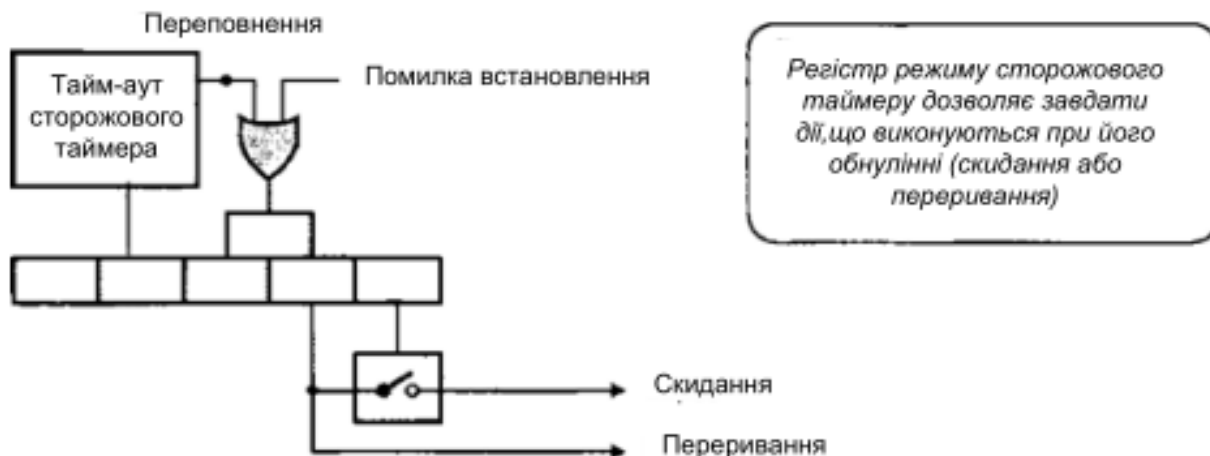 Переповнення
Тайм-аут
сторожового
таймера
Помилка встановлення
Регістр режиму сторожового
таймеру дозволяє завдати
дії,що виконуються при його
обнулінні (скидання або
переривання)
Скидання
Переривання